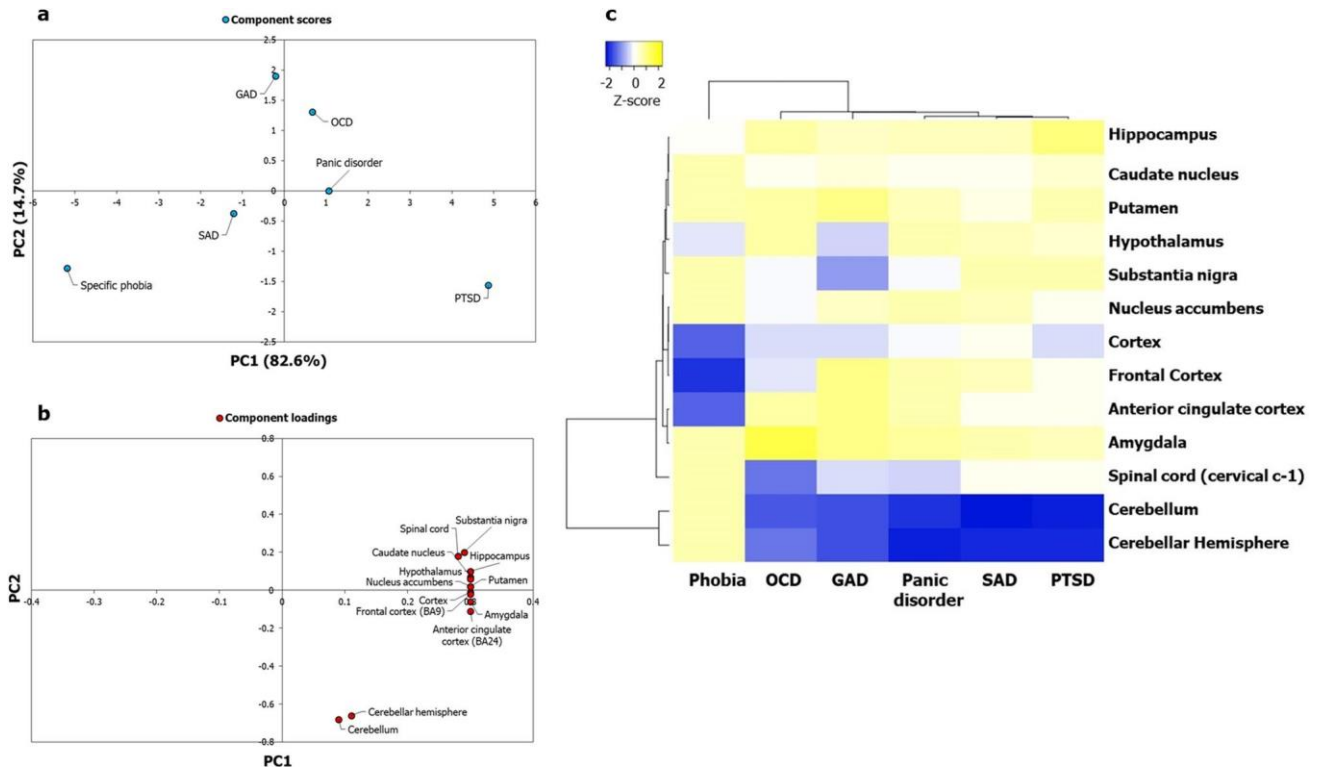 a
Component scores
2.5
2
1.5
1
0.5
0
-0.5
-1
-1.5
-2
-2.5
-6 -5 -4 -3 -2 -1 0 1 2 3 4 5 6
GAD
OCD
Panic disorder
SAD
Specific phobia
PTSD
PC2 (14.7%)
PC1 (82.6%)
b
Component loadings
0.8
0.6
0.4
0.2
0
-0.2
-0.4
-0.6
-0.8
-0.4 -0.3 -0.2 -0.1 0 0.1 0.2 0.3 0.4
Substantia nigra
Spinal cord
Caudate nucleus
Hippocampus
Hypothalamus
Nucleus accumbens
Putamen
Cortex
Frontal cortex (BA9)
Amygdala
Anterior cingulate
cortex (BA24)
Cerebellar hemisphere
Cerebellum
PC2
PC1
c
-2 0 2
Z-score
Hippocampus
Caudate nucleus
Putamen
Hypothalamus
Substantia nigra
Nucleus accumbens
Cortex
Frontal Cortex
Anterior cingulate cortex
Amygdala
Spinal cord (cervical c-1)
Cerebellum
Cerebellar Hemisphere
Phobia OCD GAD Panic SAD PTSD
disorder